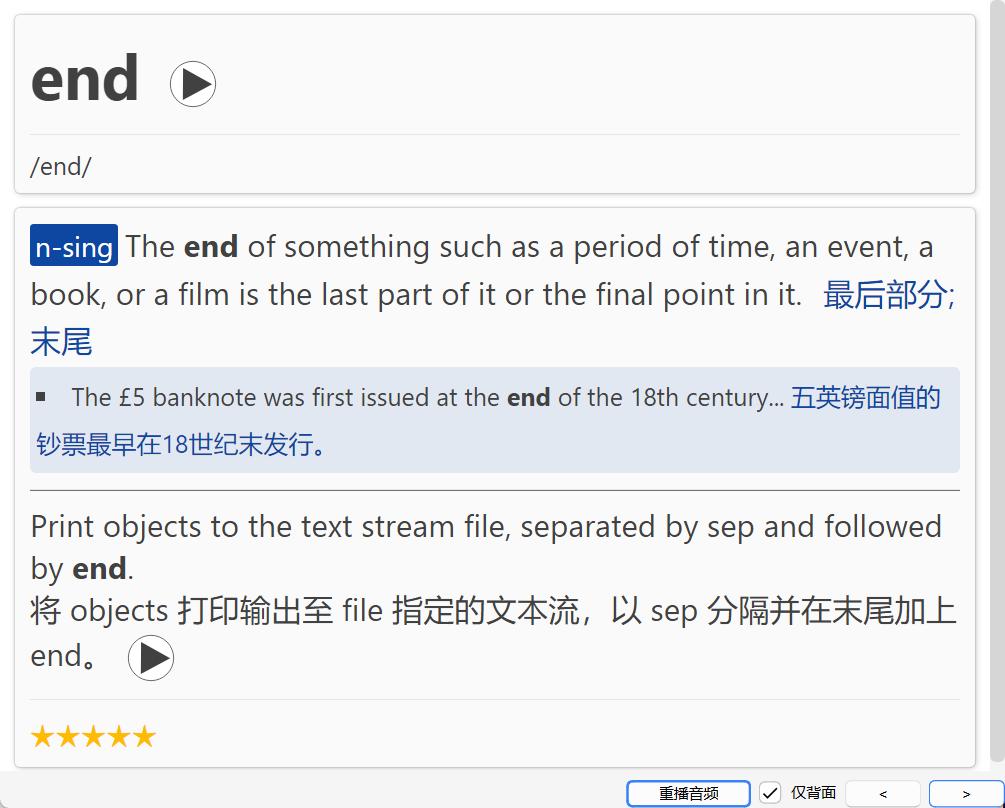 end
/end/
n-sing The end of something such as a period of time, an event, a
book, or a film is the last part of it or the final point in it. 最后部分;
末尾
The £5 banknote was first issued at the end of the 18th century... 五英镑面值的
钞票最早在18世纪末发行。
Print objects to the text stream file, separated by sep and followed
by end.
将 objects 打印输出至 file 指定的文本流，以 sep 分隔并在末尾加上
end。
★★★★★
重播音频 仅背面 < >